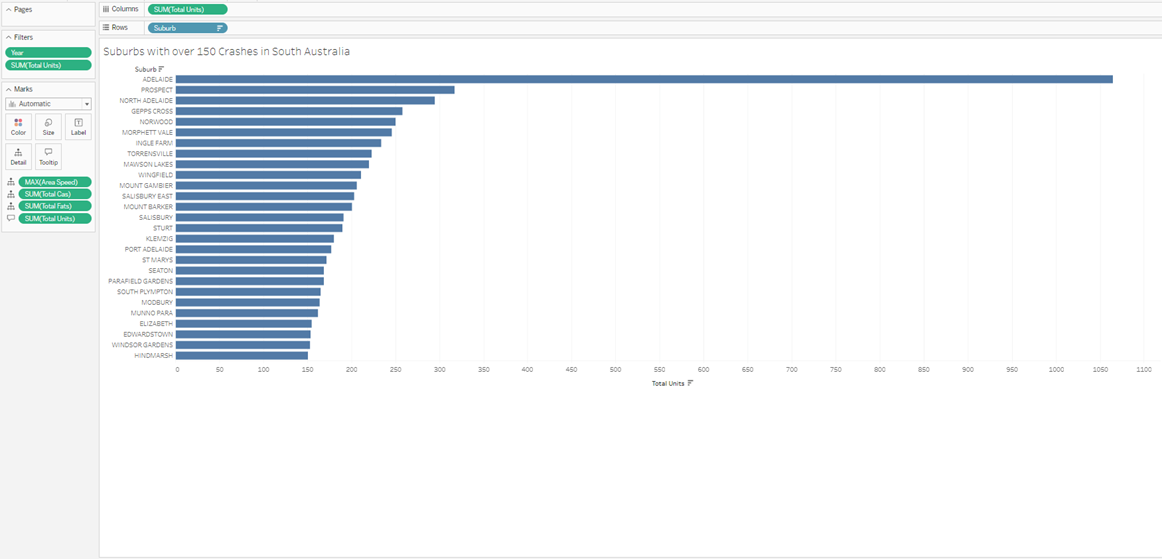 Pages
Columns
SUM(Total Units)
Rows
Suburb
Filters
Year
SUM(Total Units)
Marks
Automatic
Color
Size
Label
Detail
Tooltip
MAX(Area Speed)
SUM(Total Cas)
SUM(Total Fats)
SUM(Total Units)
Suburbs with over 150 Crashes in South Australia
Suburb
ADELAIDE
PROSPECT
NORTH ADELAIDE
GEPPS CROSS
NORWOOD
MORPHETT VALE
INGLE FARM
TORRENSVILLE
MAWSON LAKES
WINGFIELD
MOUNT GAMBIER
SALISBURY EAST
MOUNT BARKER
SALISBURY
STURT
KLEMZIG
PORT ADELAIDE
ST MARYS
SEATON
PARAFIELD GARDENS
SOUTH PLYMPTON
MODBURY
MUNNO PARA
ELIZABETH
EDWARDSTOWN
WINDSOR GARDENS
HINDMARSH
0 50 100 150 200 250 300 350 400 450 500 550 600 650 700 750 800 850 900 950 1000 1050 1100
Total Units